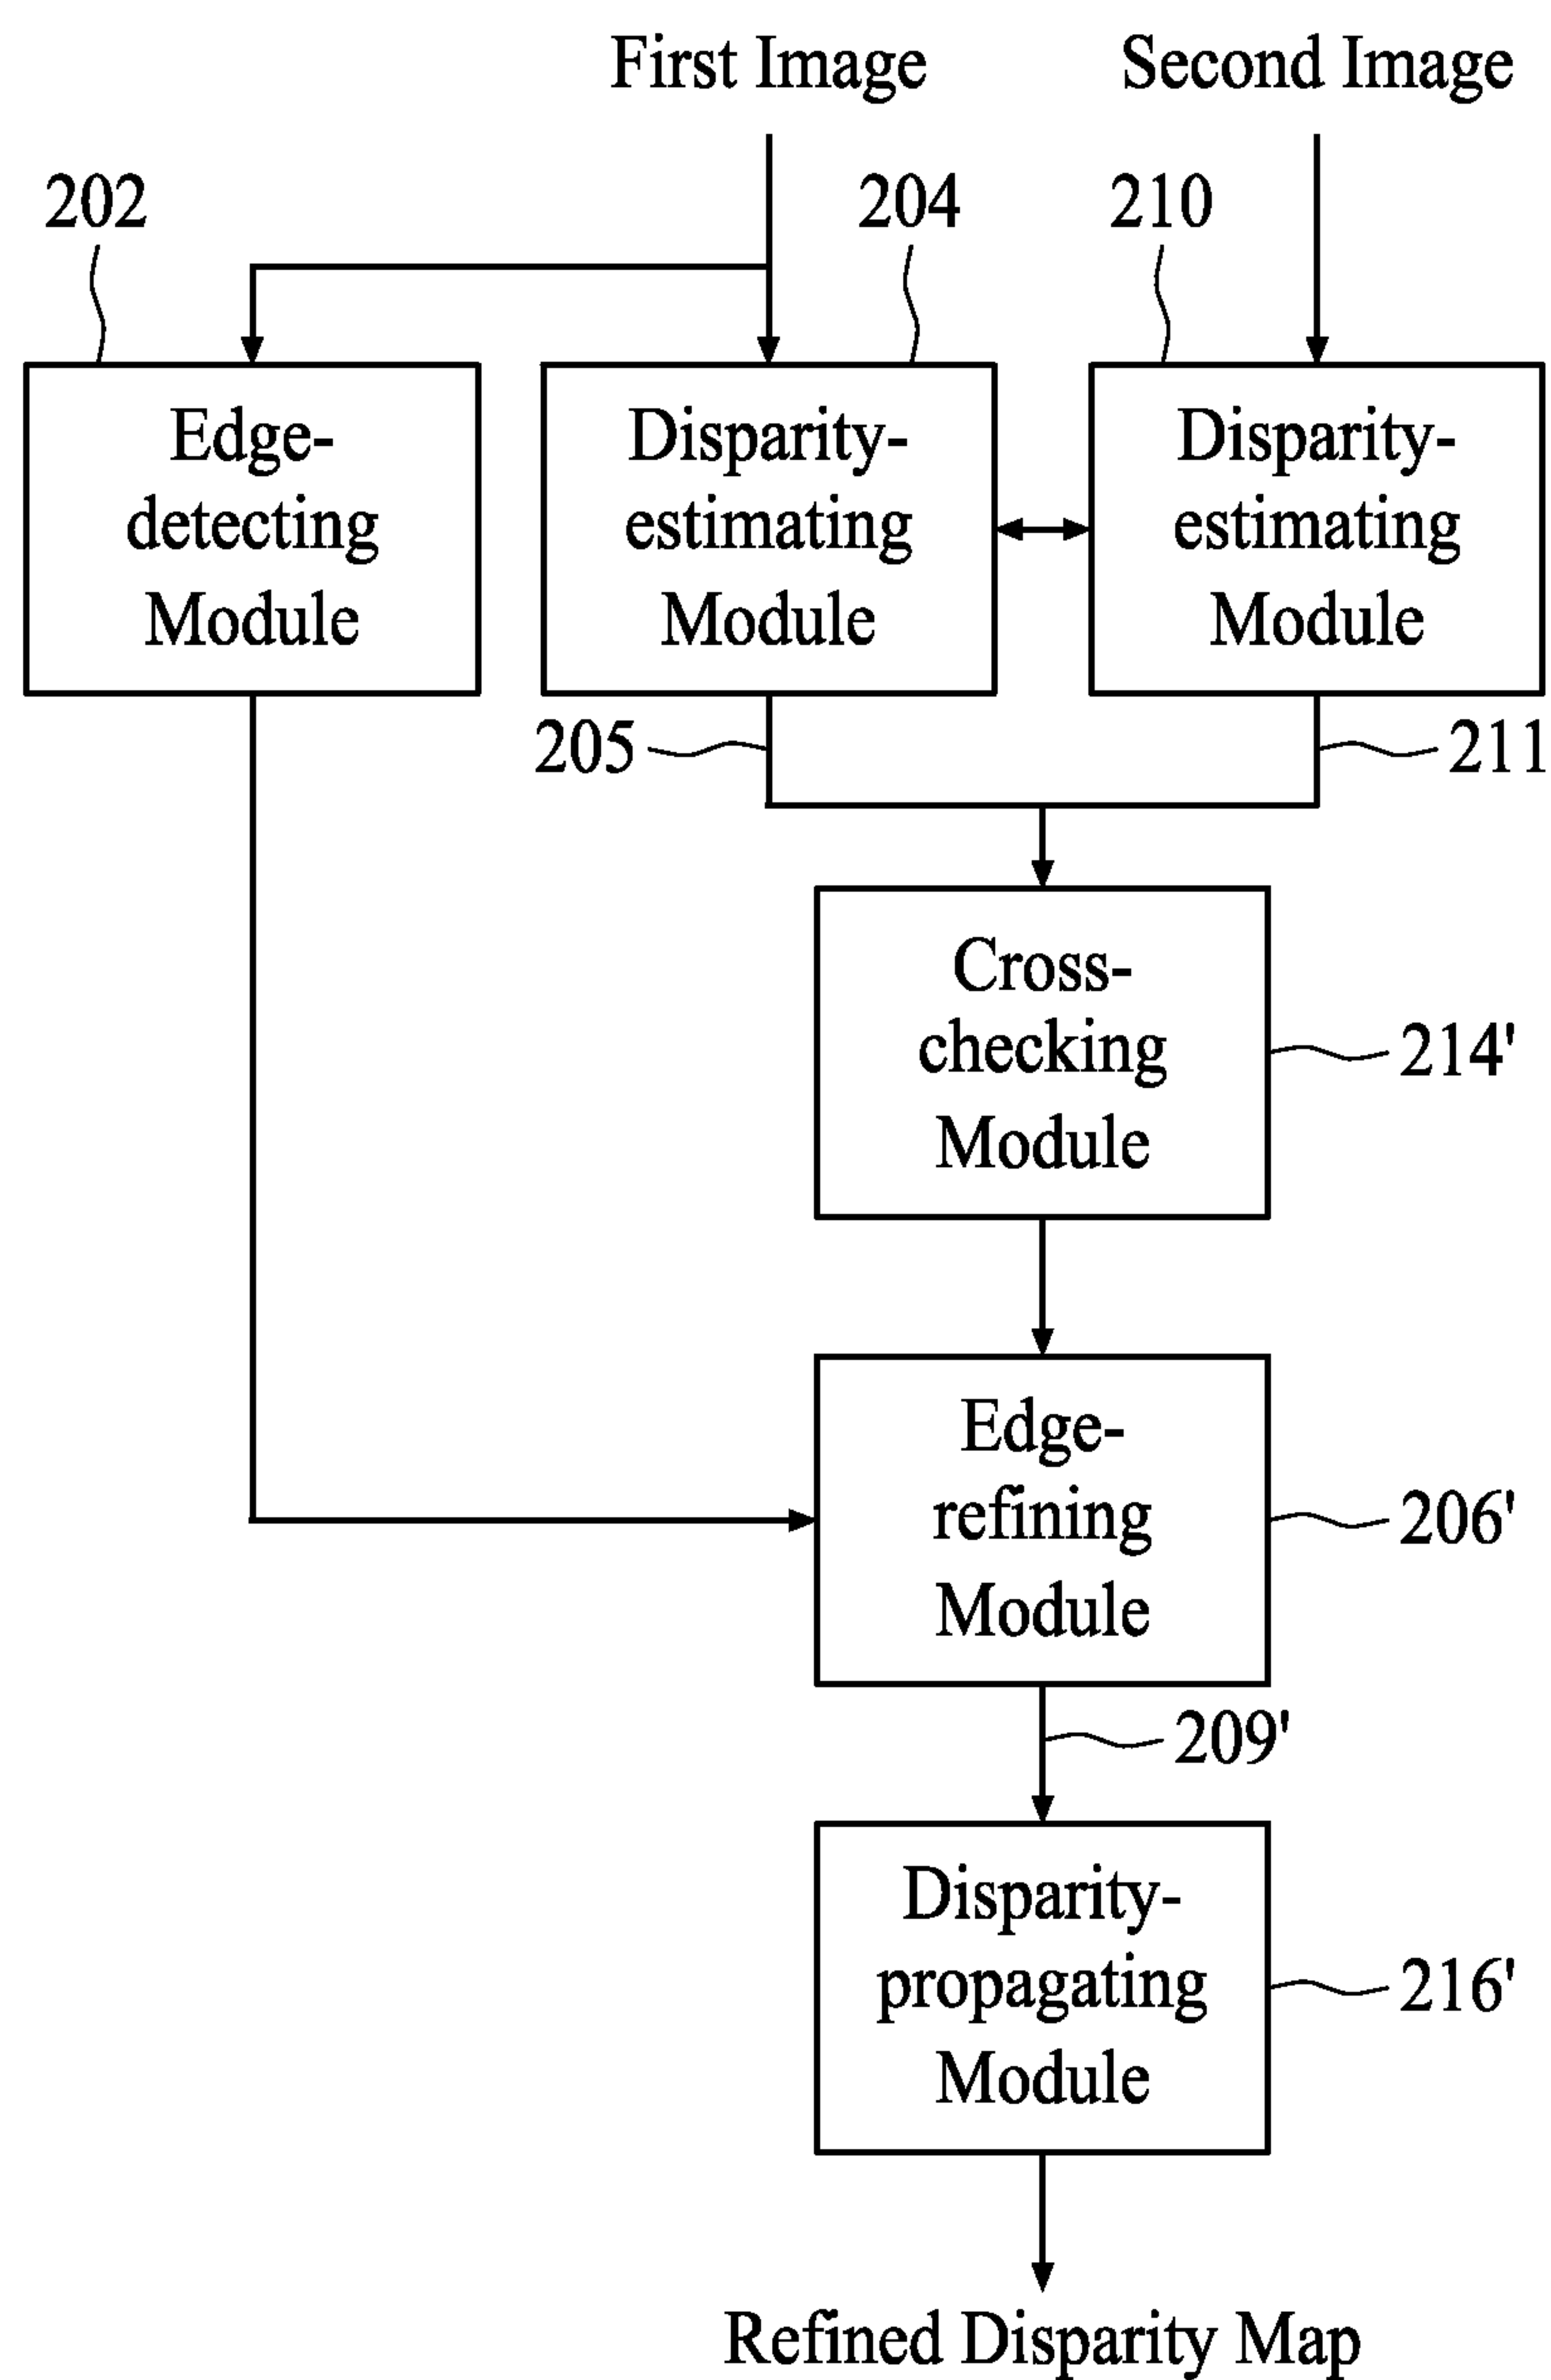 First Image
Second Image
202
204
210
Edge-
detecting
Module
Disparity-
estimating
Module
Disparity-
estimating
Module
205
211
Cross-
checking
Module
214'
Edge-
refining
Module
206'
209'
Disparity-
propagating
Module
216'
Refined Disparity Map